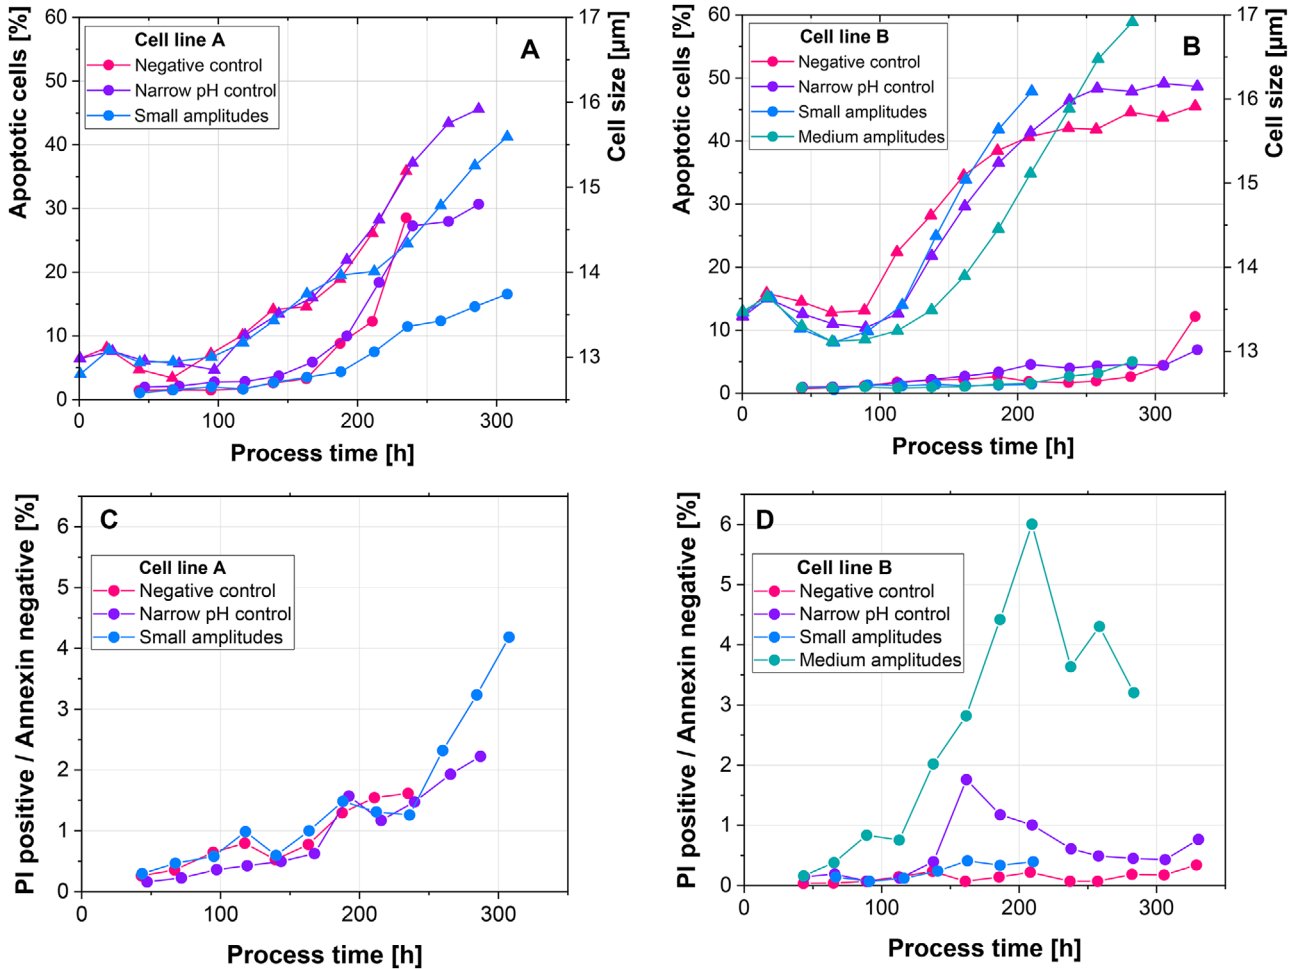 A
Cell line A
Negative control
Narrow pH control
Small amplitudes
Apoptotic cells [%]
60
50
40
30
20
10
0
Cell size [µm]
17
16
15
14
13
0
100
200
300
Process time [h]
B
Cell line B
Negative control
Narrow pH control
Small amplitudes
Medium amplitudes
Apoptotic cells [%]
60
50
40
30
20
10
0
Cell size [µm]
17
16
15
14
13
0
100
200
300
Process time [h]
C
Cell line A
Negative control
Narrow pH control
Small amplitudes
PI positive / Annexin negative [%]
6
5
4
3
2
1
0
0
100
200
300
Process time [h]
D
Cell line B
Negative control
Narrow pH control
Small amplitudes
Medium amplitudes
PI positive / Annexin negative [%]
6
5
4
3
2
1
0
0
100
200
300
Process time [h]